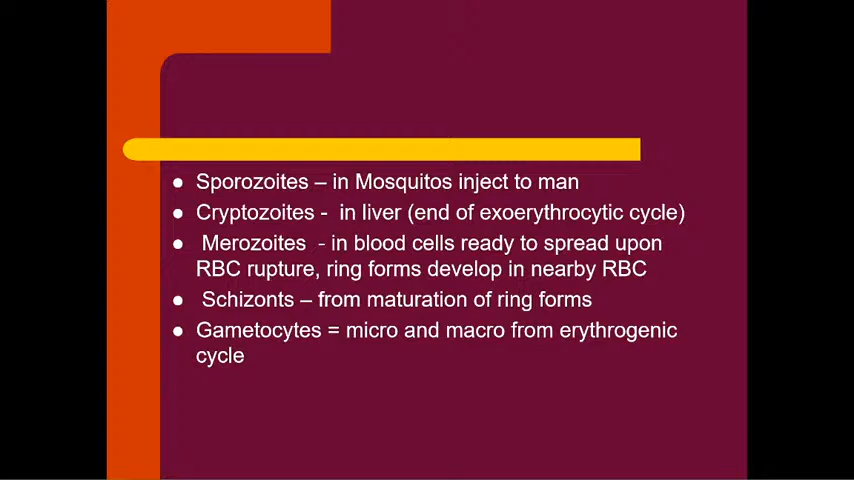 ● Sporozoites – in Mosquitos inject to man
● Cryptozoites - in liver (end of exoerythrocytic cycle)
● Merozoites - in blood cells ready to spread upon
RBC rupture, ring forms develop in nearby RBC
● Schizonts – from maturation of ring forms
● Gametocytes = micro and macro from erythrogenic
cycle